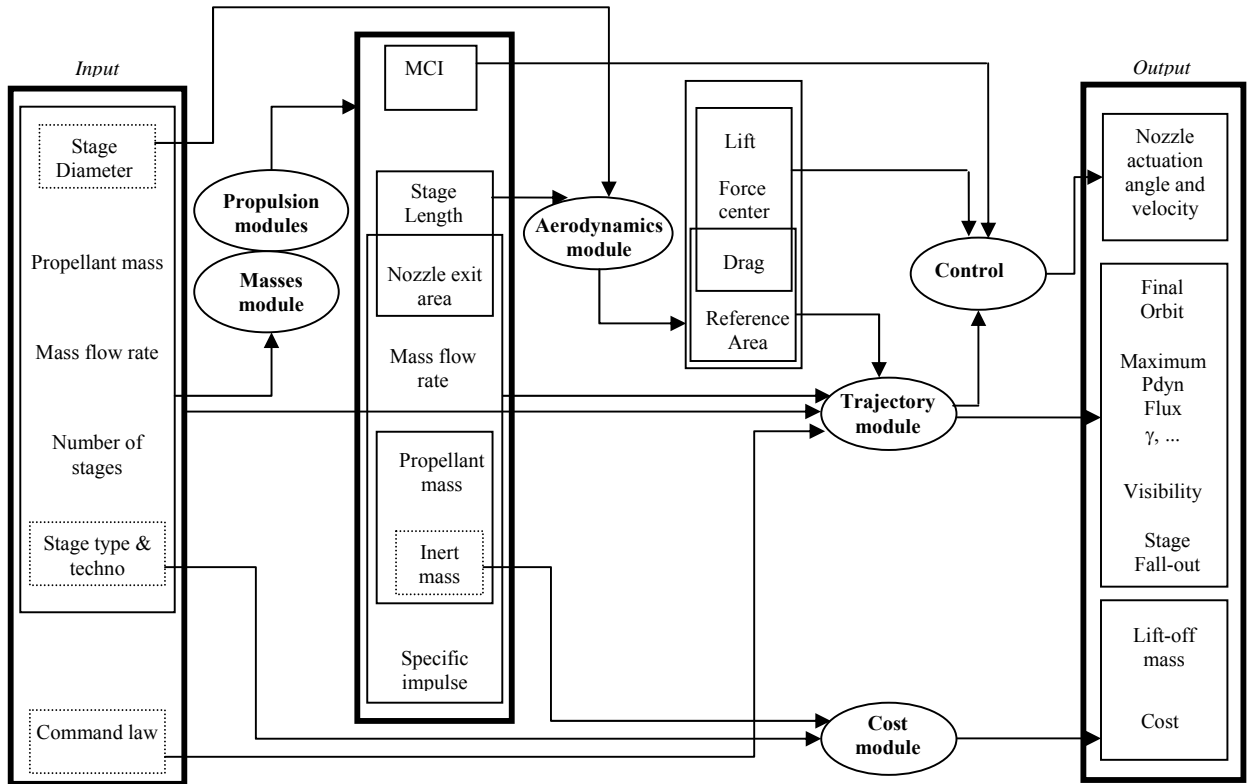 Input
Stage
Diameter
Propellant mass
Mass flow rate
Number of
stages
Stage type &
techno
Command law
Propulsion
modules
Masses
module
MCI
Stage
Length
Nozzle exit
area
Mass flow
rate
Propellant
mass
Inert
mass
Specific
impulse
Aerodynamics
module
Lift
Force
center
Drag
Reference
Area
Control
Trajectory
module
Cost
module
Output
Nozzle
actuation
angle and
velocity
Final
Orbit
Maximum
Pdyn
Flux
γ, ...
Visibility
Stage
Fall-out
Lift-off
mass
Cost